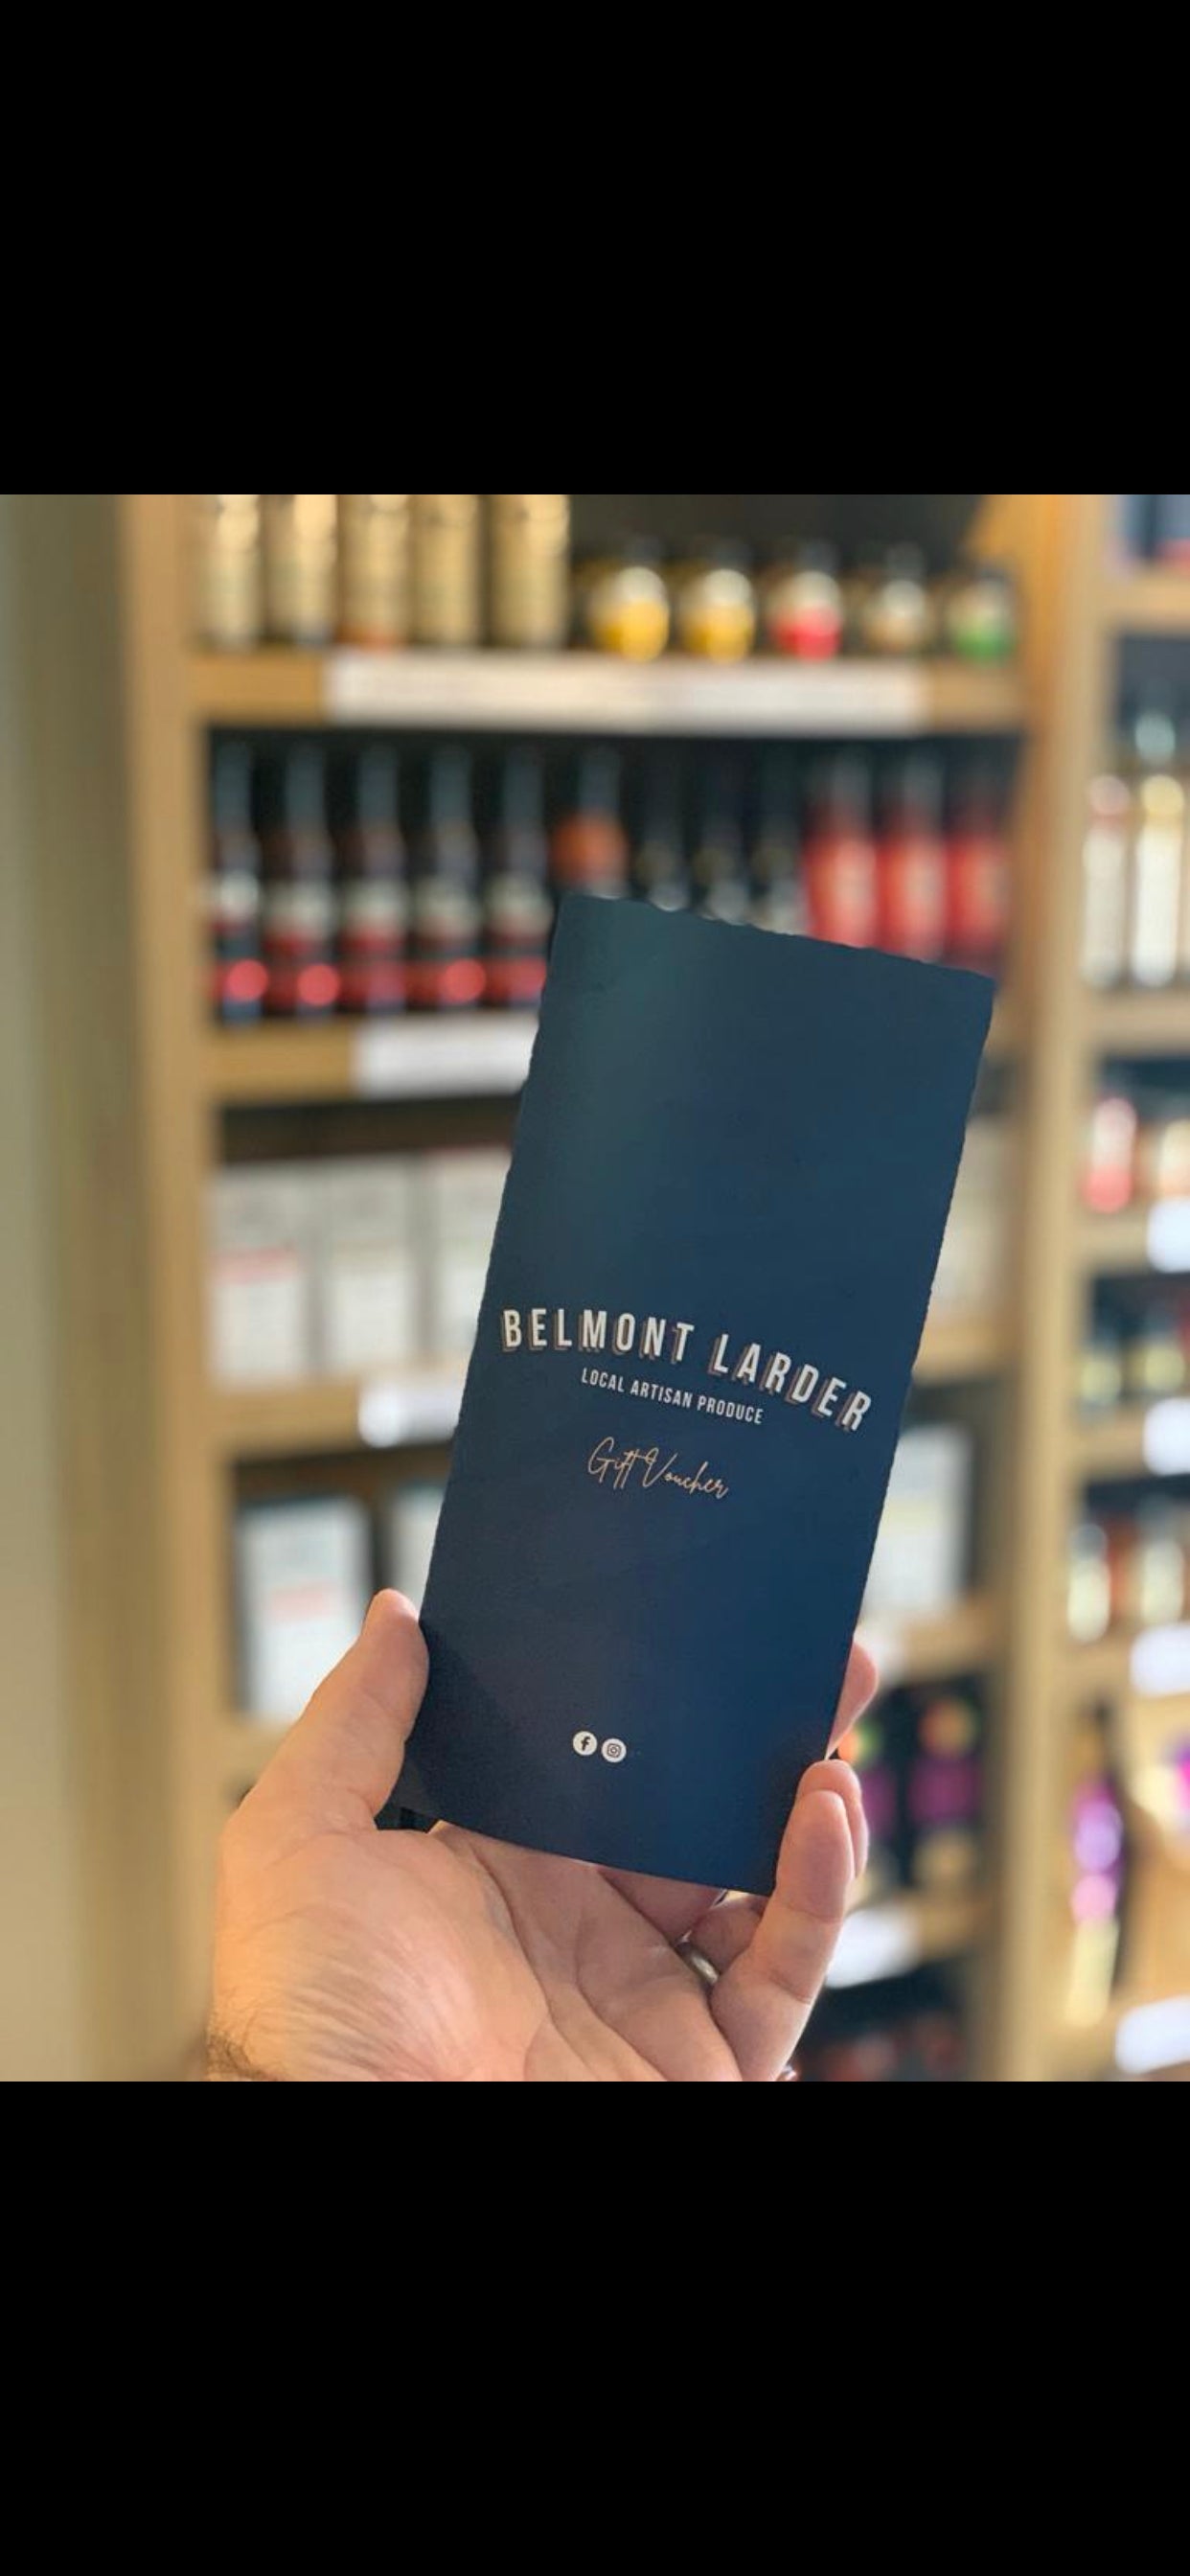 BELMONT LARDER
LOCAL ARTISAN PRODUCE
Gift Voucher